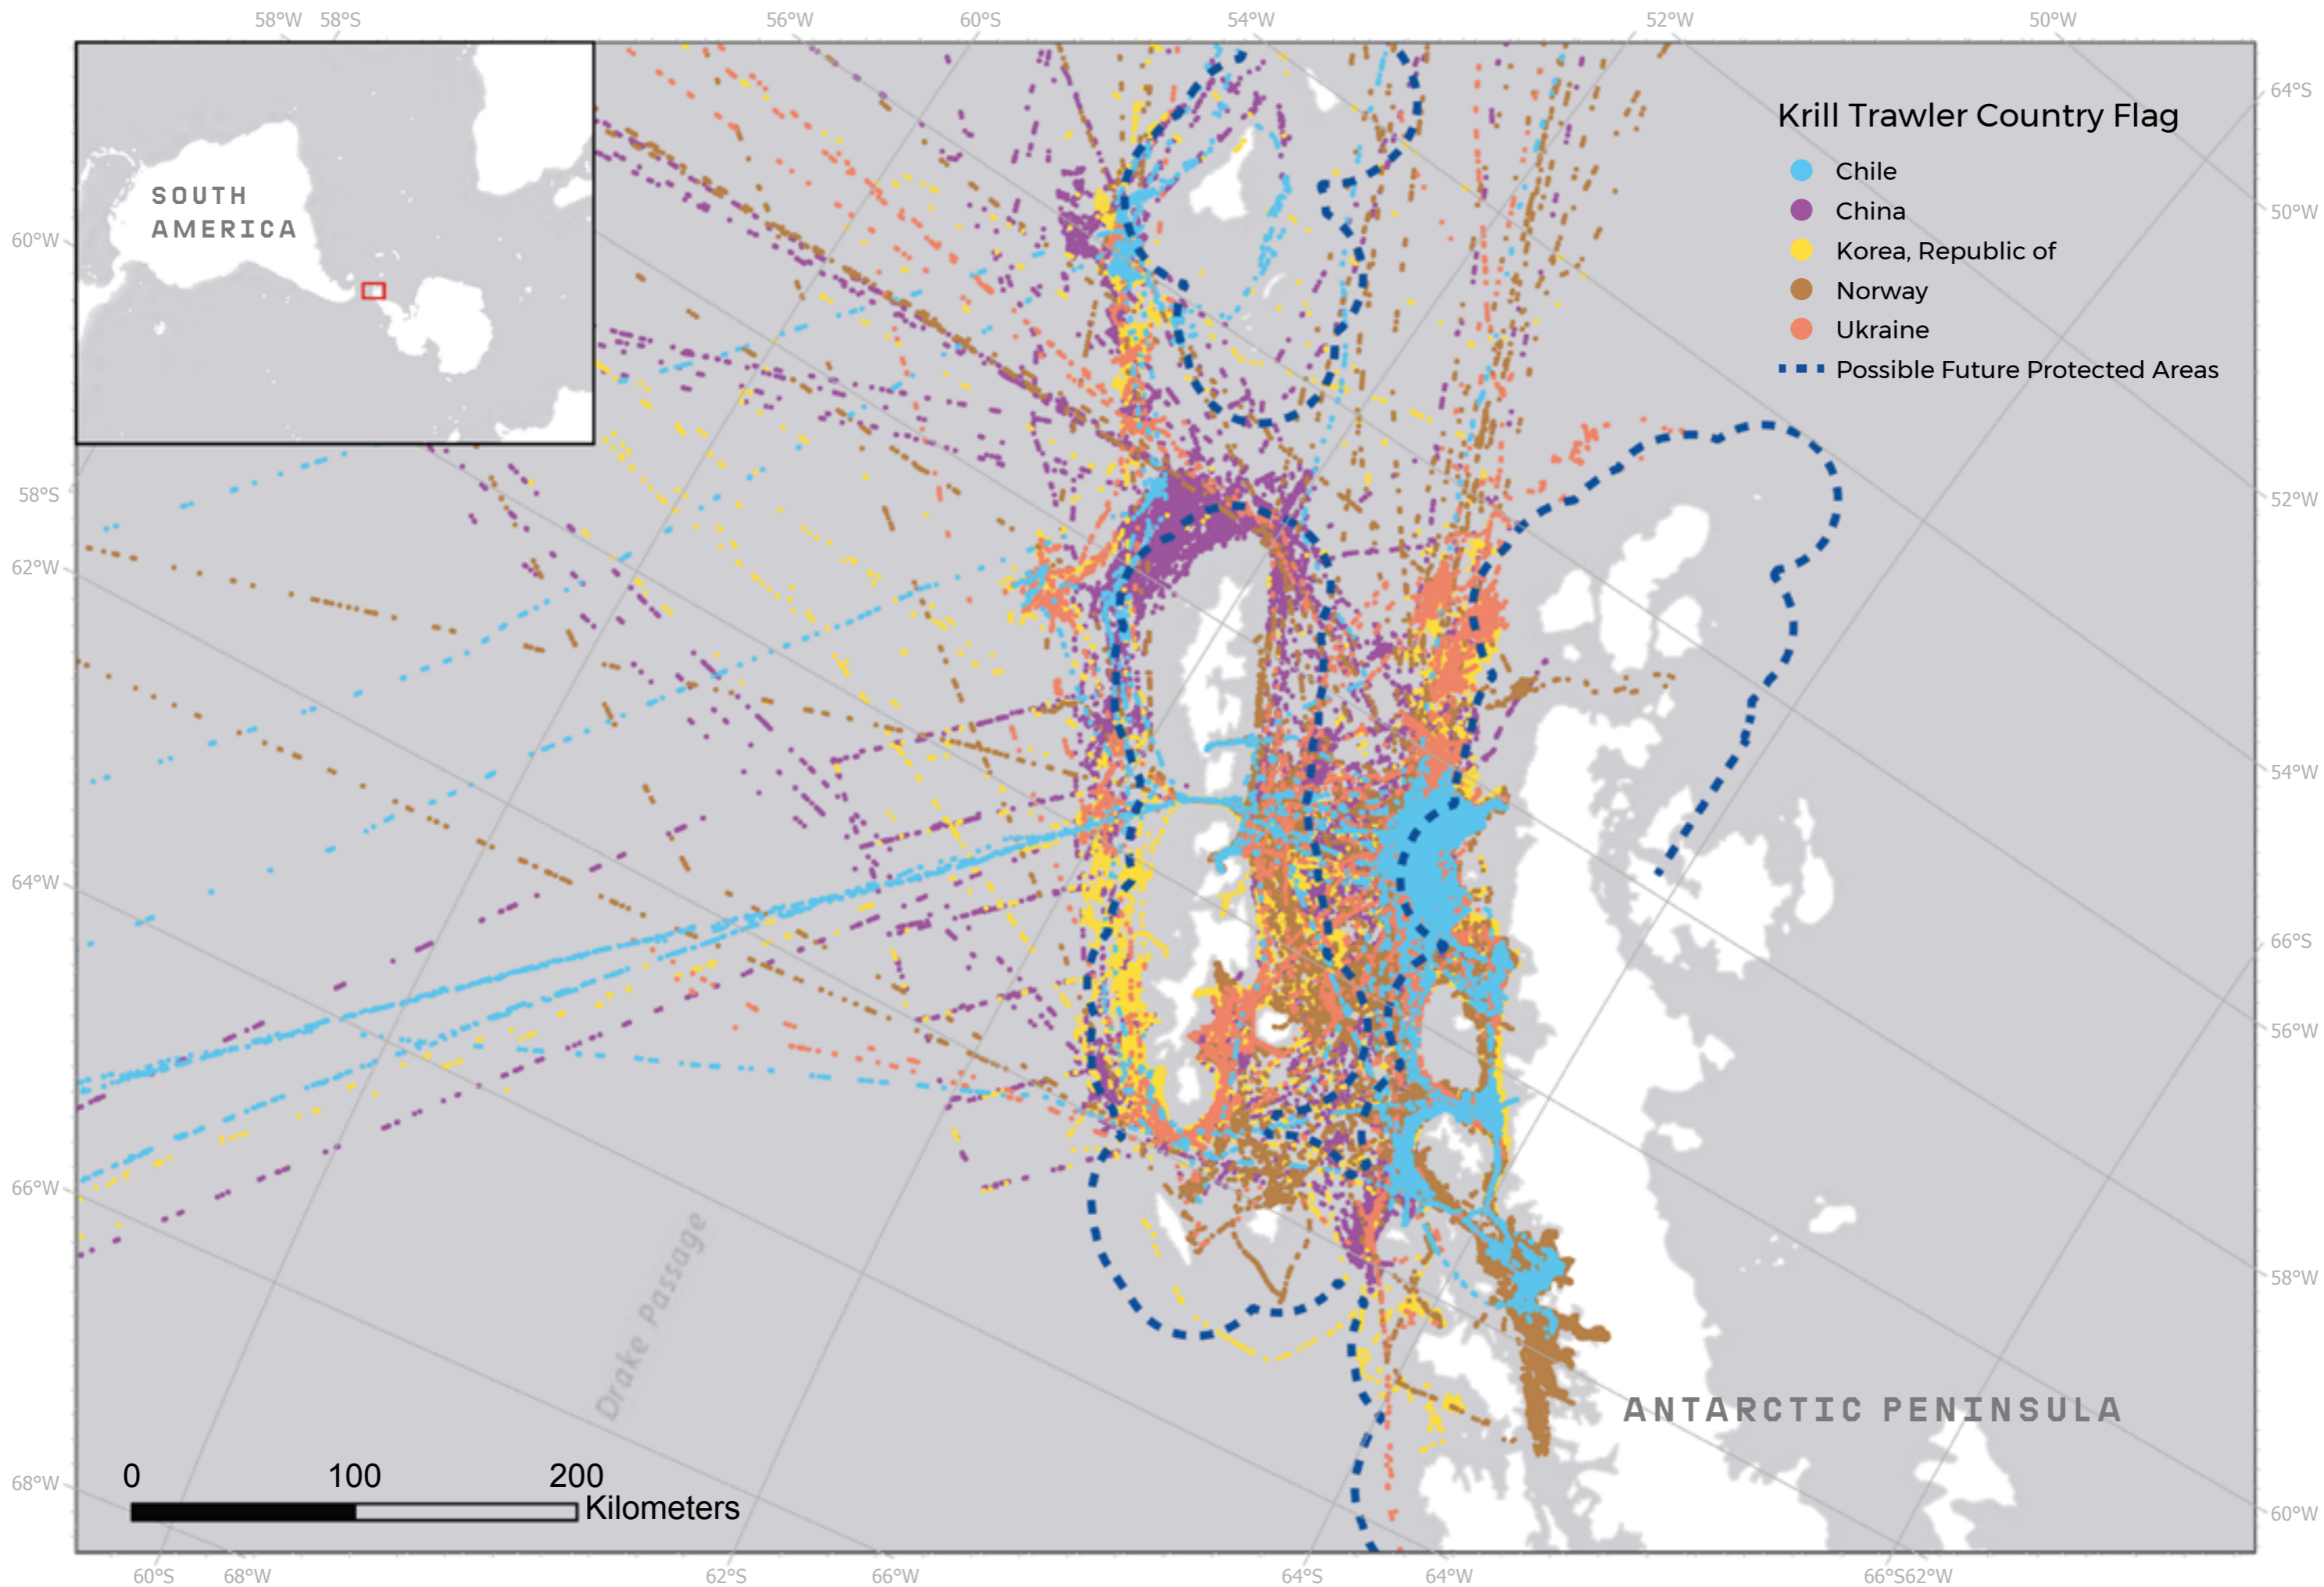 58°W 58°S 56°W 60°S 54°W 52°W 50°W
64°S
Krill Trawler Country Flag
Chile
China
Korea, Republic of
Norway
Ukraine
Possible Future Protected Areas
SOUTH
AMERICA
60°W
50°W
58°S
52°W
62°W
54°W
64°W
66°S
56°W
66°W
58°W
Drake Passage
ANTARCTIC PENINSULA
68°W
60°W
0 100 200
Kilometers
60°S 68°W 62°S 66°W 64°S 64°W 66°S62°W